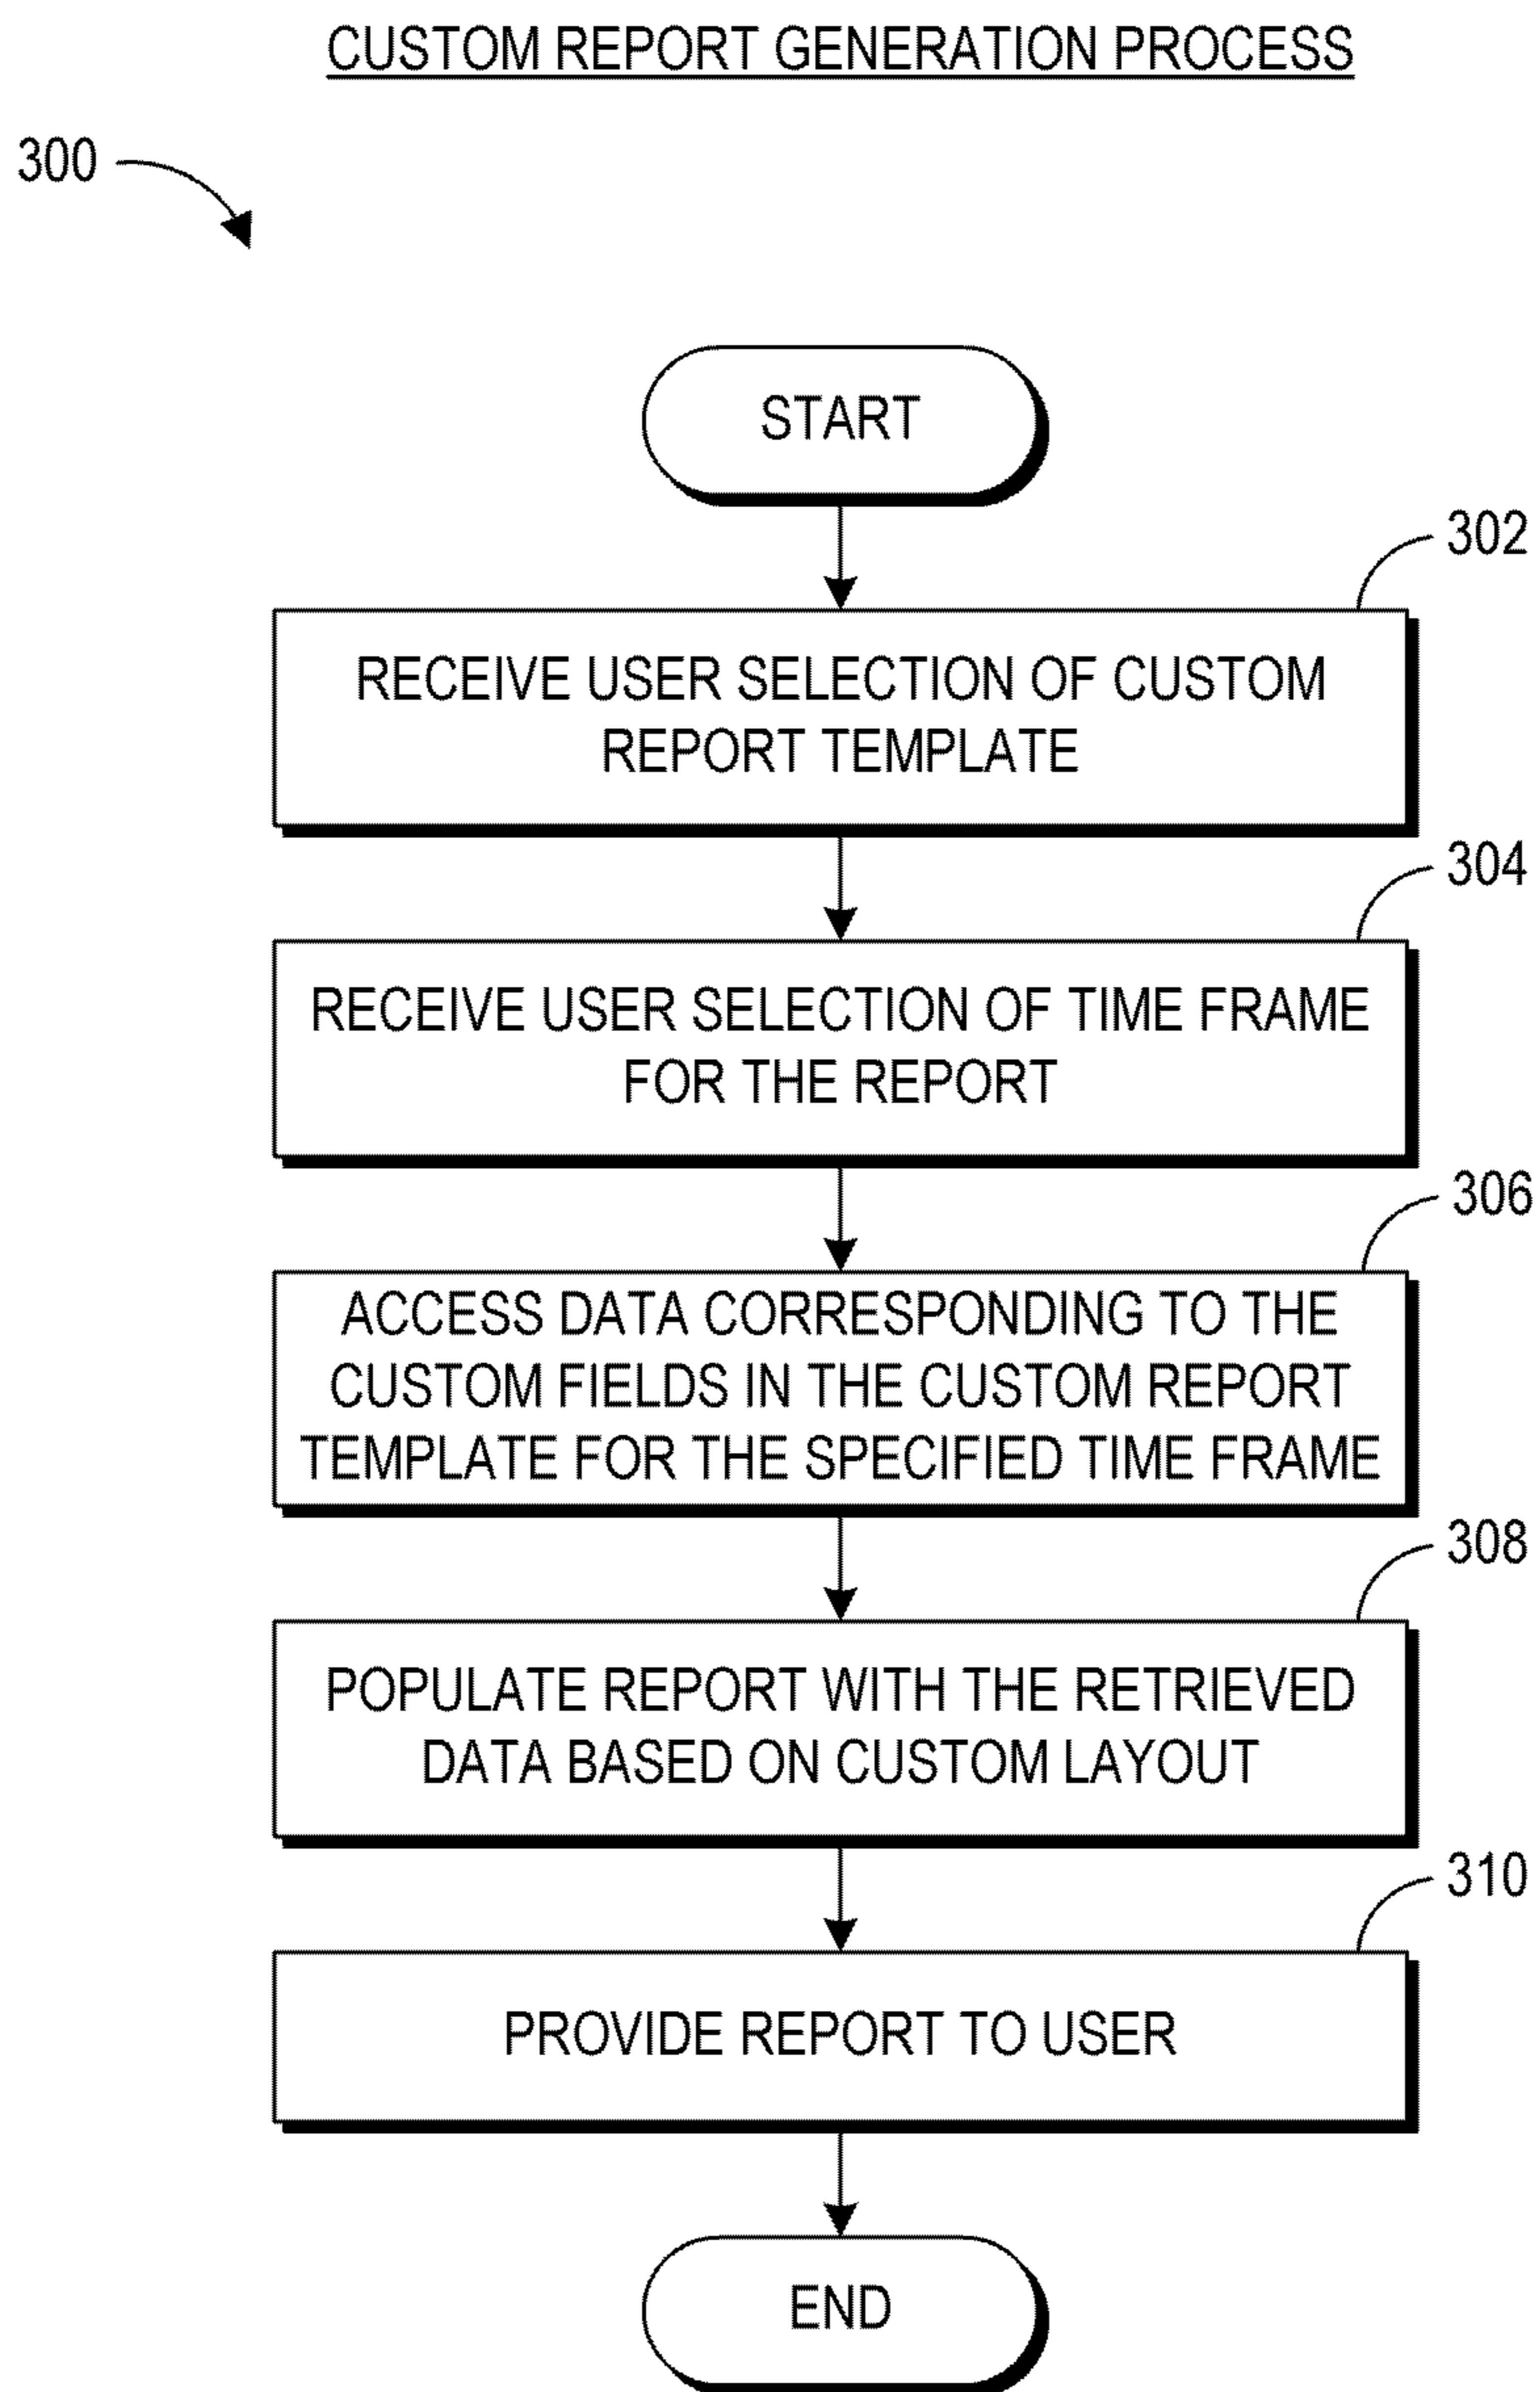 CUSTOM REPORT GENERATION PROCESS
300
START
302
RECEIVE USER SELECTION OF CUSTOM
REPORT TEMPLATE
304
RECEIVE USER SELECTION OF TIME FRAME
FOR THE REPORT
306
ACCESS DATA CORRESPONDING TO THE
CUSTOM FIELDS IN THE CUSTOM REPORT
TEMPLATE FOR THE SPECIFIED TIME FRAME
308
POPULATE REPORT WITH THE RETRIEVED
DATA BASED ON CUSTOM LAYOUT
310
PROVIDE REPORT TO USER
END